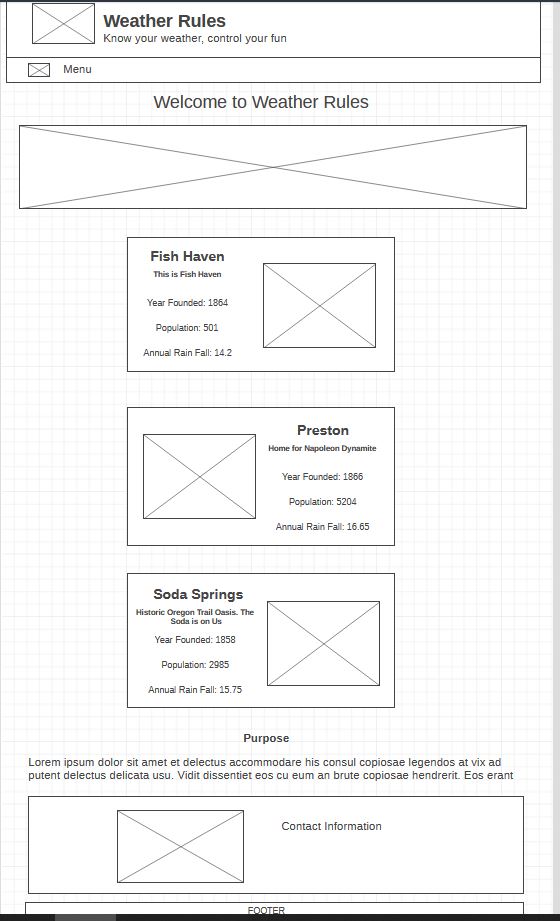 Weather Rules
Know your weather, control your fun
Menu
Welcome to Weather Rules
Fish Haven
This is Fish Haven
Year Founded: 1864
Population: 501
Annual Rain Fall: 14.2
Preston
Home for Napoleon Dynamite
Year Founded: 1866
Population: 5204
Annual Rain Fall: 16.65
Soda Springs
Historic Oregon Trail Oasis. The
Soda is on Us
Year Founded: 1858
Population: 2985
Annual Rain Fall: 15.75
Purpose
Lorem ipsum dolor sit amet et delectus accommodare his consul copiosae legendos at vix ad
putent delectus delicata usu. Vidit dissentiet eos cu eum an brute copiosae hendrerit. Eos erant
Contact Information
FOOTER